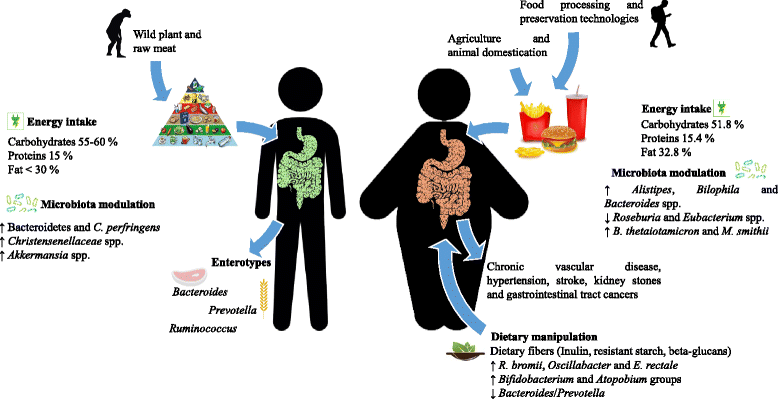 Wild plant and
raw meat
Energy intake
Carbohydrates 55-60 %
Proteins 15 %
Fat < 30 %
Microbiota modulation
↑ Bacteroidetes and C. perfringens
↑ Christensenellaceae spp.
↑ Akkermansia spp.
Enterotypes
Bacteroides
Prevotella
Ruminococcus
Food processing and
preservation technologies
Agriculture and
animal domestication
Energy intake
Carbohydrates 51.8 %
Proteins 15.4 %
Fat 32.8 %
Microbiota modulation
↑ Alistipes, Bilophila and
Bacteroides spp.
↓ Roseburia and Eubacterium spp.
↑ B. thetaiotamicron and M. smithii
Chronic vascular disease,
hypertension, stroke, kidney stones
and gastrointestinal tract cancers
Dietary manipulation
Dietary fibers (Inulin, resistant starch, beta-glucans)
↑ R. bromii, Oscillabacter and E. rectale
↑ Bifidobacterium and Atopobium groups
↓ Bacteroides/Prevotella